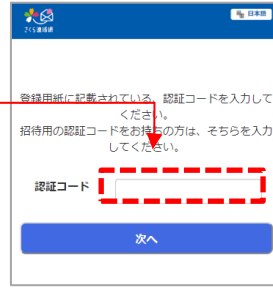 さくら連絡網
日本語
登録用紙に記載されている、認証コードを入力して
ください。
招待用の認証コードをお持ちの方は、そちらを入力
してください。
認証コード
次へ